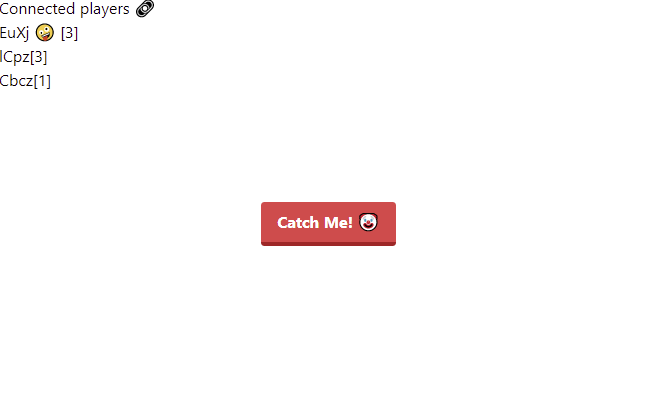 Connected players 🔗
EuXj 🤪 [3]
lCpz[3]
Cbcz[1]
Catch Me! 🤡